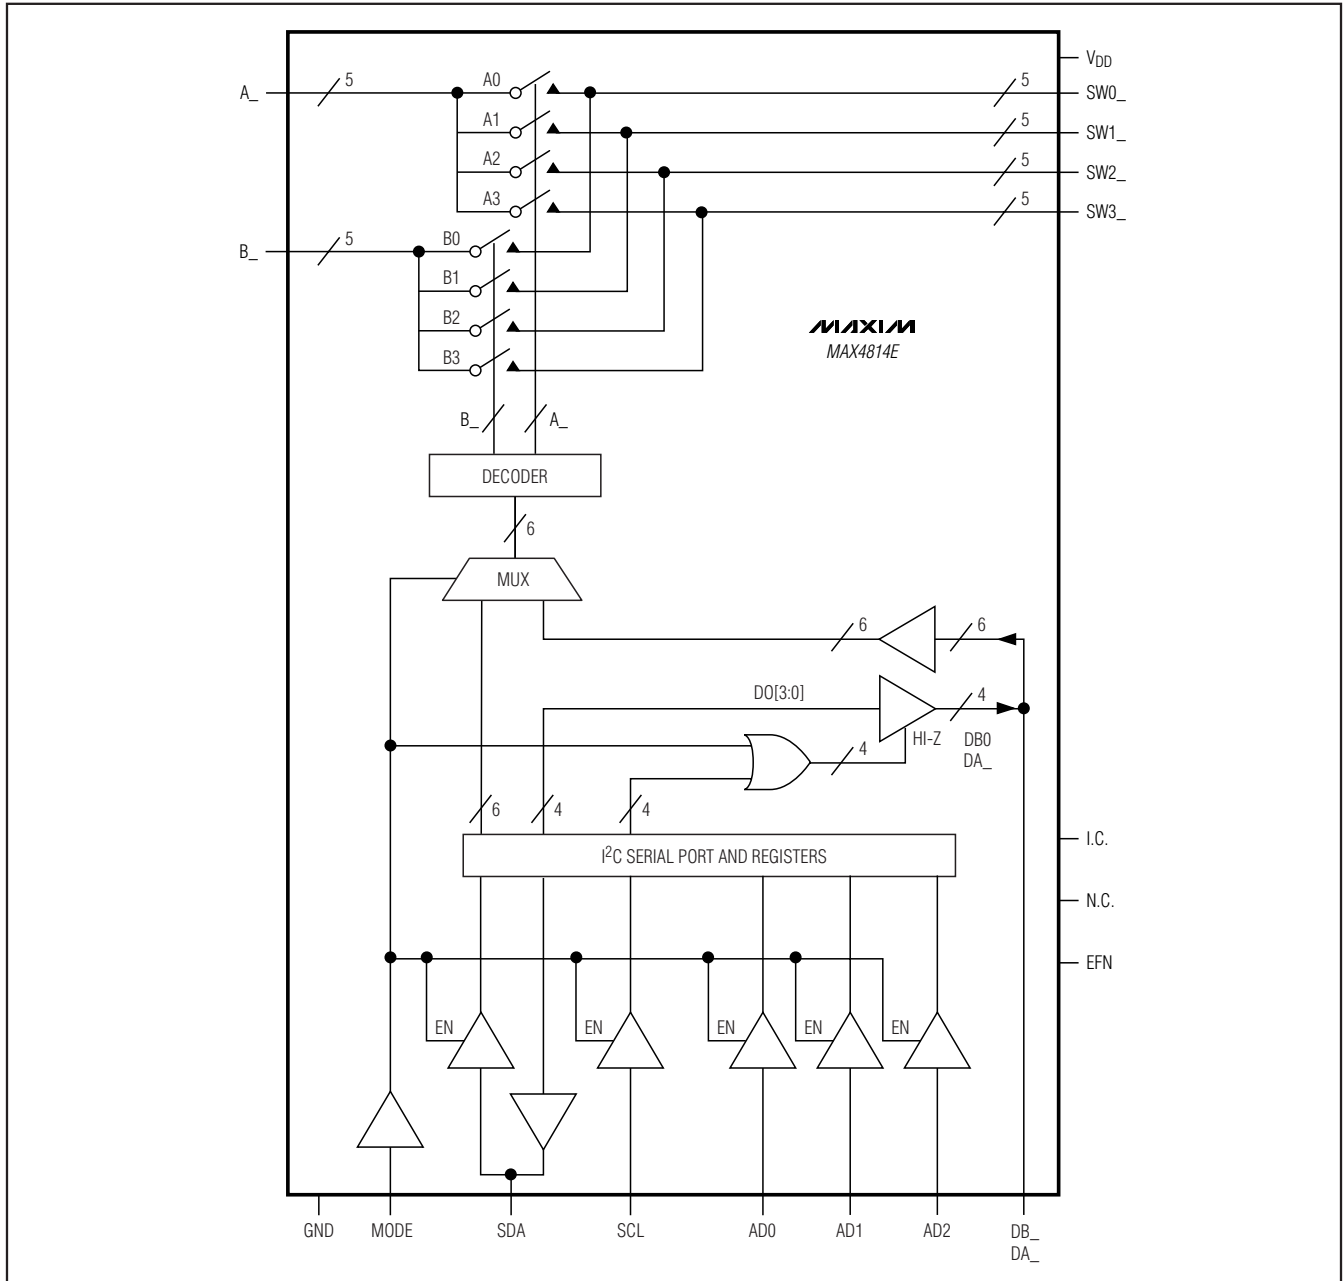 VDD
A_ 5 A0 5 SW0_
A1 5 SW1_
A2 5 SW2_
A3 5 SW3_
B_ 5 B0
B1
B2
B3
MAXIM
MAX4814E
B_ A_
DECODER
6
MUX
6 6
DO[3:0] 4
HI-Z DB0
DA_
4
6 4 4
I²C SERIAL PORT AND REGISTERS
I.C.
N.C.
EFN
EN EN EN EN EN
GND MODE SDA SCL AD0 AD1 AD2 DB_
DA_